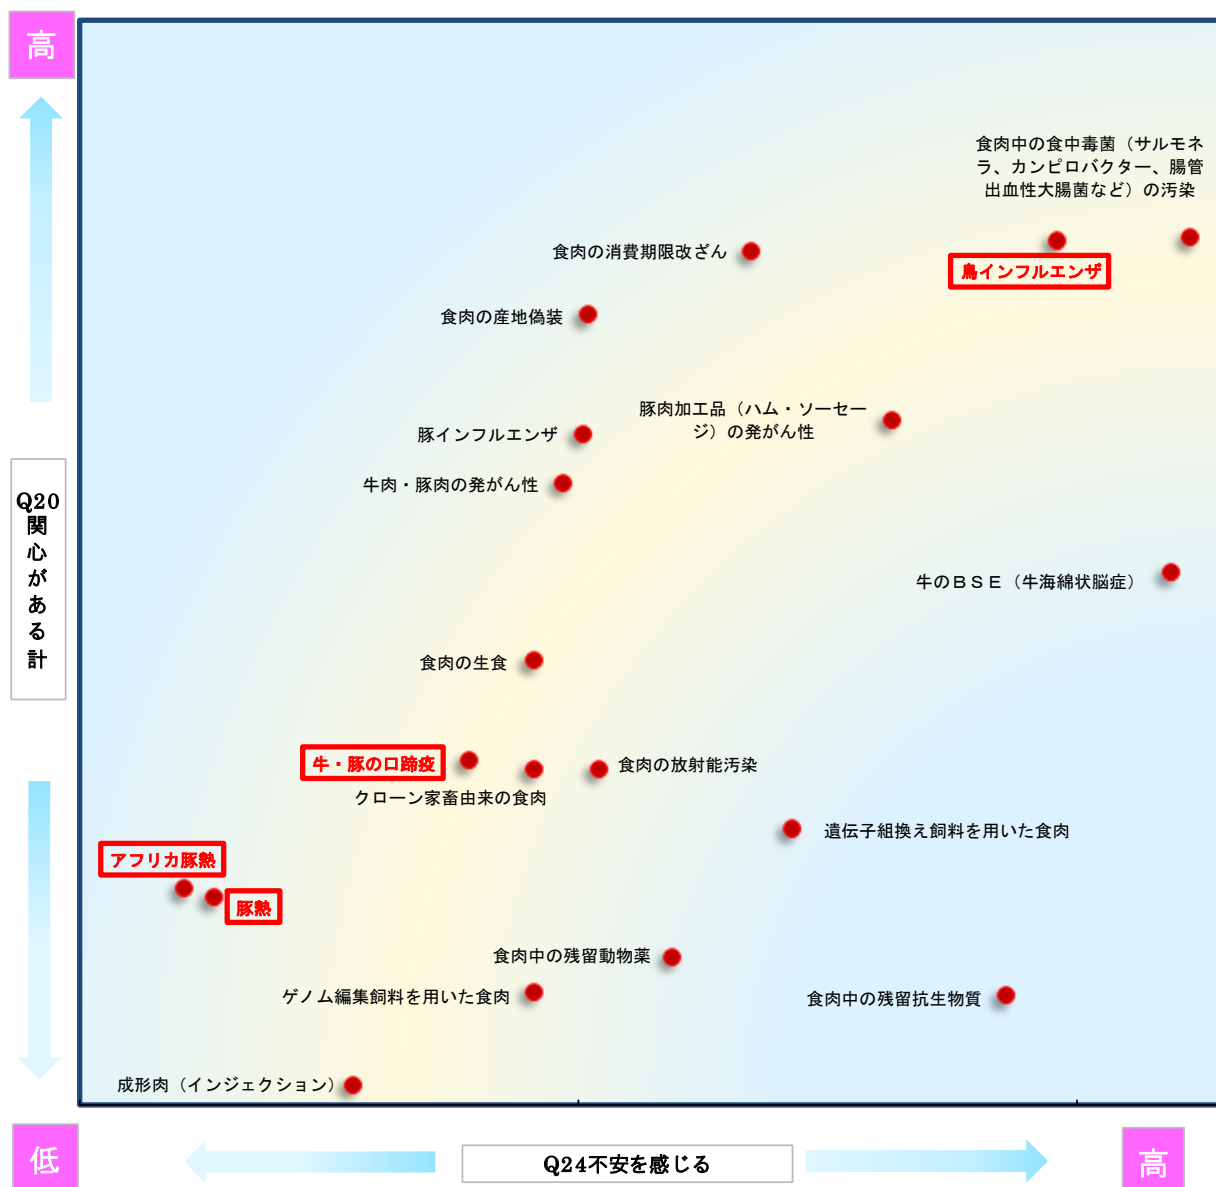 高
食肉中の食中毒菌（サルモネ
ラ、カンピロバクター、腸管
出血性大腸菌など）の汚染
食肉の消費期限改ざん
鳥インフルエンザ
食肉の産地偽装
豚肉加工品（ハム・ソーセー
ジ）の発がん性
豚インフルエンザ
牛肉・豚肉の発がん性
Q20
関
心
が
あ
る
計
牛のＢＳＥ（牛海綿状脳症）
食肉の生食
牛・豚の口蹄疫
食肉の放射能汚染
クローン家畜由来の食肉
遺伝子組換え飼料を用いた食肉
アフリカ豚熱
豚熱
食肉中の残留動物薬
ゲノム編集飼料を用いた食肉
食肉中の残留抗生物質
成形肉（インジェクション）
低
Q24不安を感じる
高